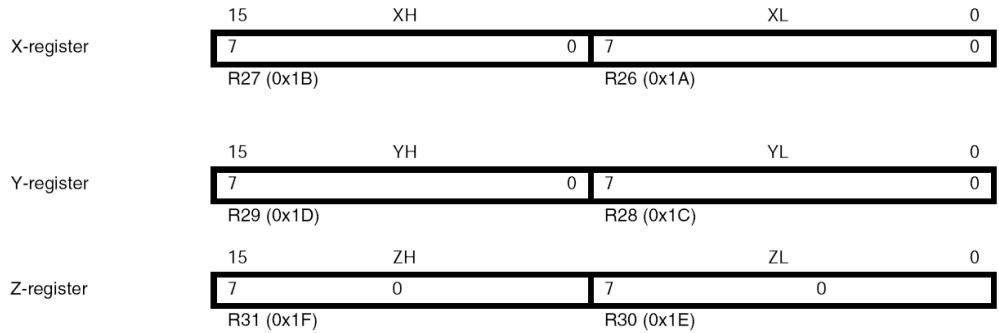 15 XH XL 0
X-register 7 0 7 0
R27 (0x1B) R26 (0x1A)
15 YH YL 0
Y-register 7 0 7 0
R29 (0x1D) R28 (0x1C)
15 ZH ZL 0
Z-register 7 0 7 0
R31 (0x1F) R30 (0x1E)